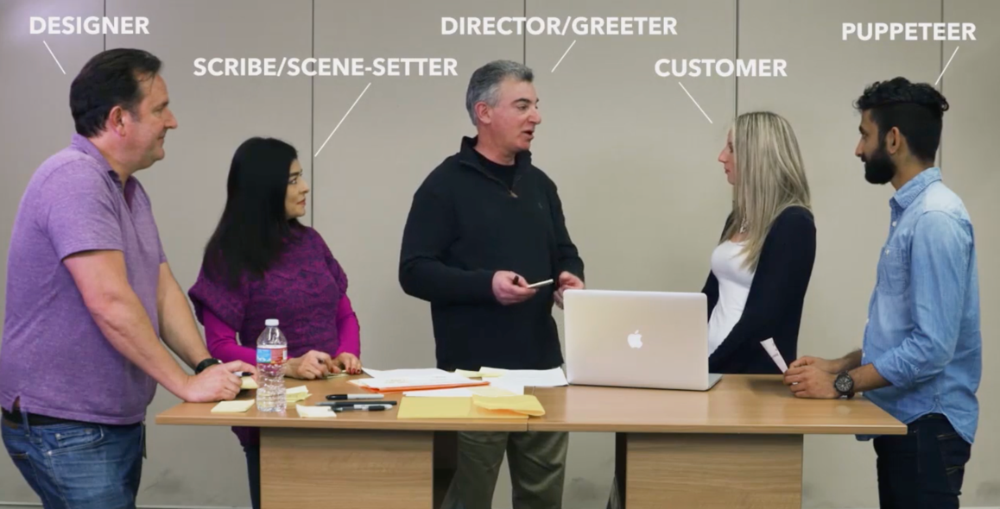 DESIGNER
SCRIBE/SCENE-SETTER
DIRECTOR/GREETER
CUSTOMER
PUPPETEER